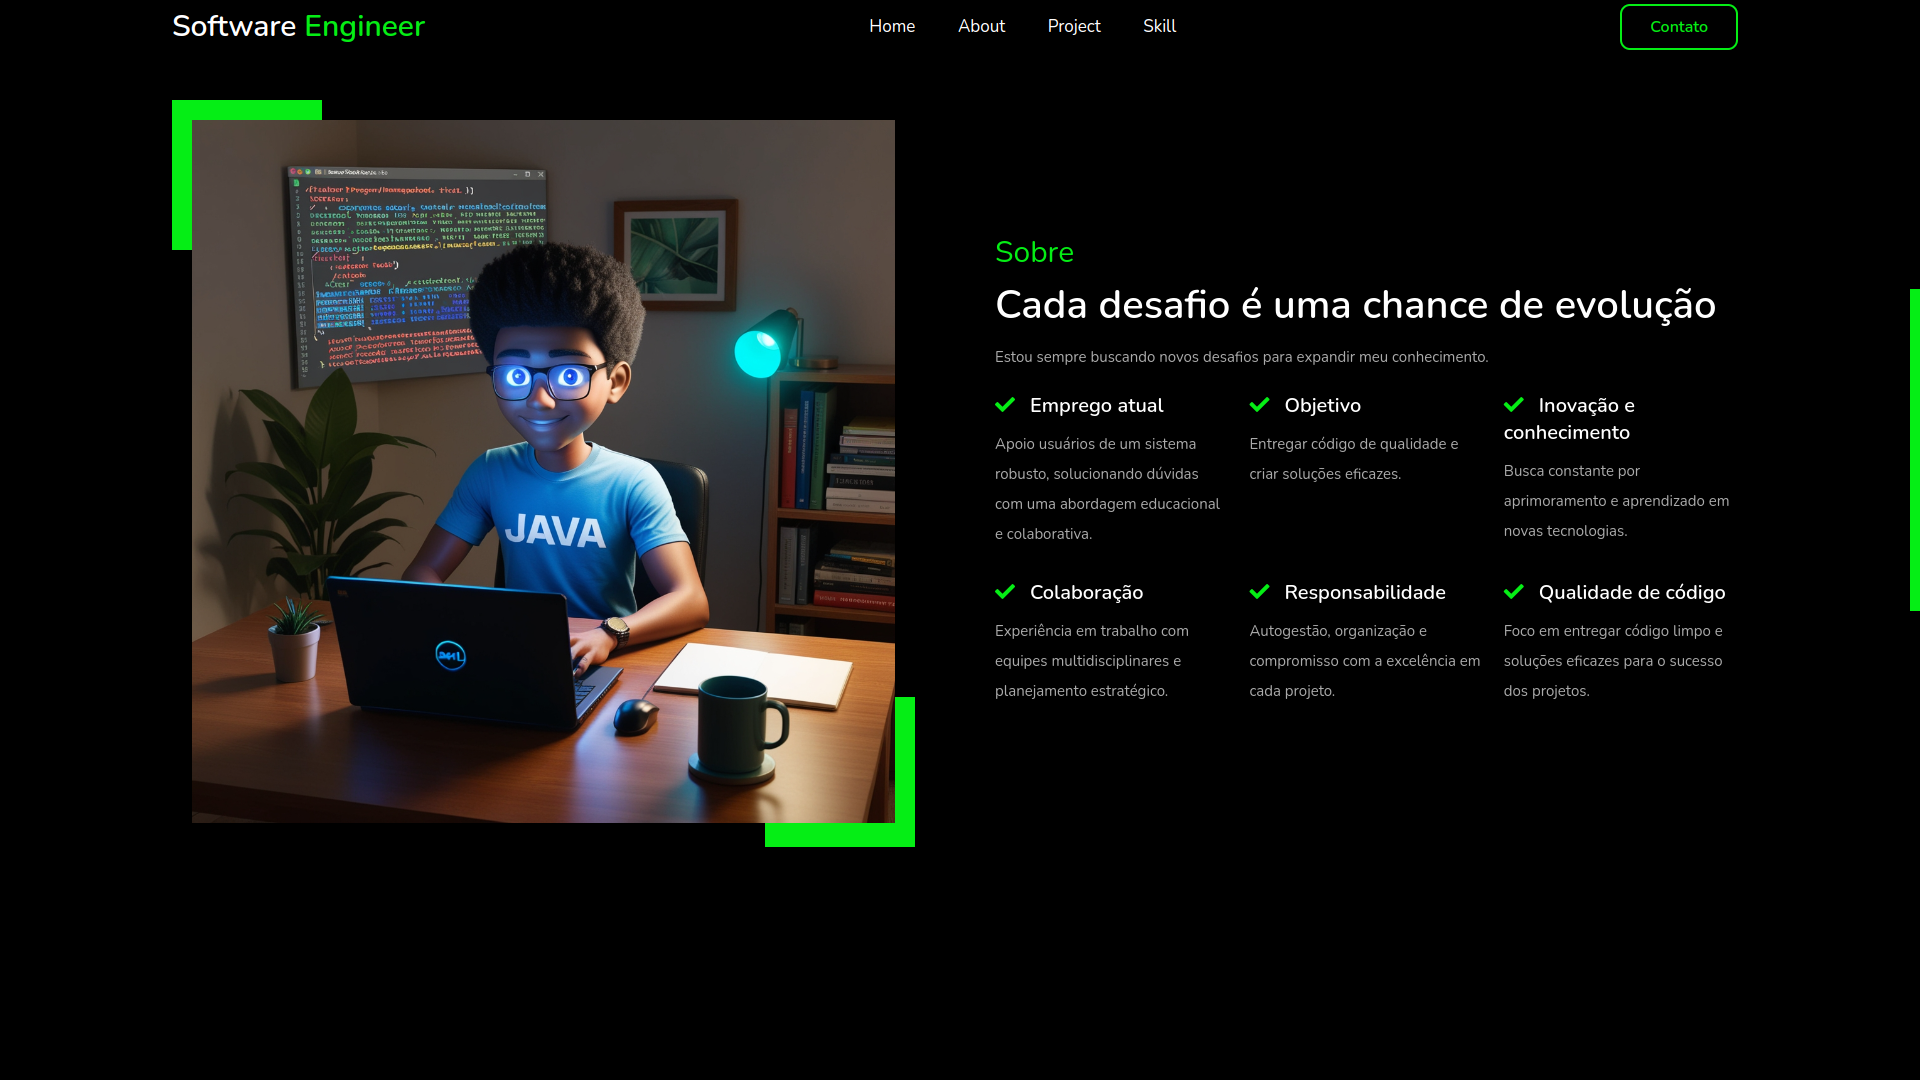 Software Engineer
Home
About
Project
Skill
Contato
JAVA
DELL
Sobre
Cada desafio é uma chance de evolução
Estou sempre buscando novos desafios para expandir meu conhecimento.
Emprego atual
Apoio usuários de um sistema
robusto, solucionando dúvidas
com uma abordagem educacional
e colaborativa.
Objetivo
Entregar código de qualidade e
criar soluções eficazes.
Inovação e
conhecimento
Busca constante por
aprimoramento e aprendizado em
novas tecnologias.
Colaboração
Experiência em trabalho com
equipes multidisciplinares e
planejamento estratégico.
Responsabilidade
Autogestão, organização e
compromisso com a excelência em
cada projeto.
Qualidade de código
Foco em entregar código limpo e
soluções eficazes para o sucesso
dos projetos.